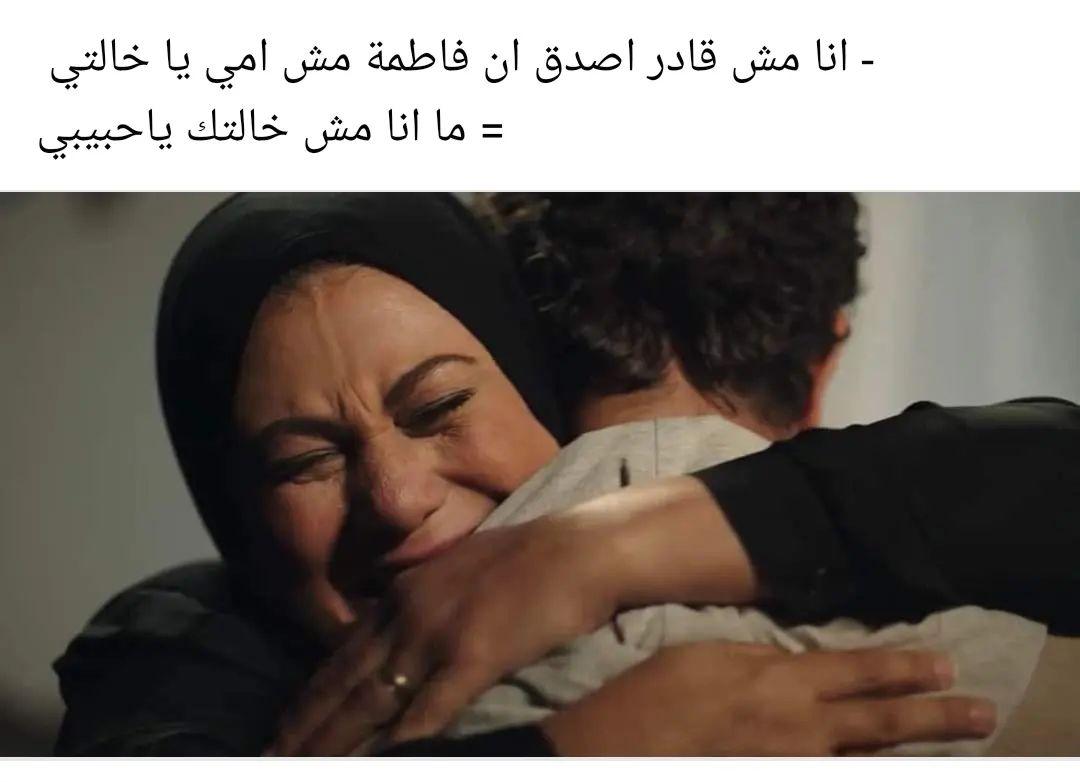 - انا مش قادر اصدق ان فاطمة مش امي يا خالتي
= ما انا مش خالتك ياحبيبي